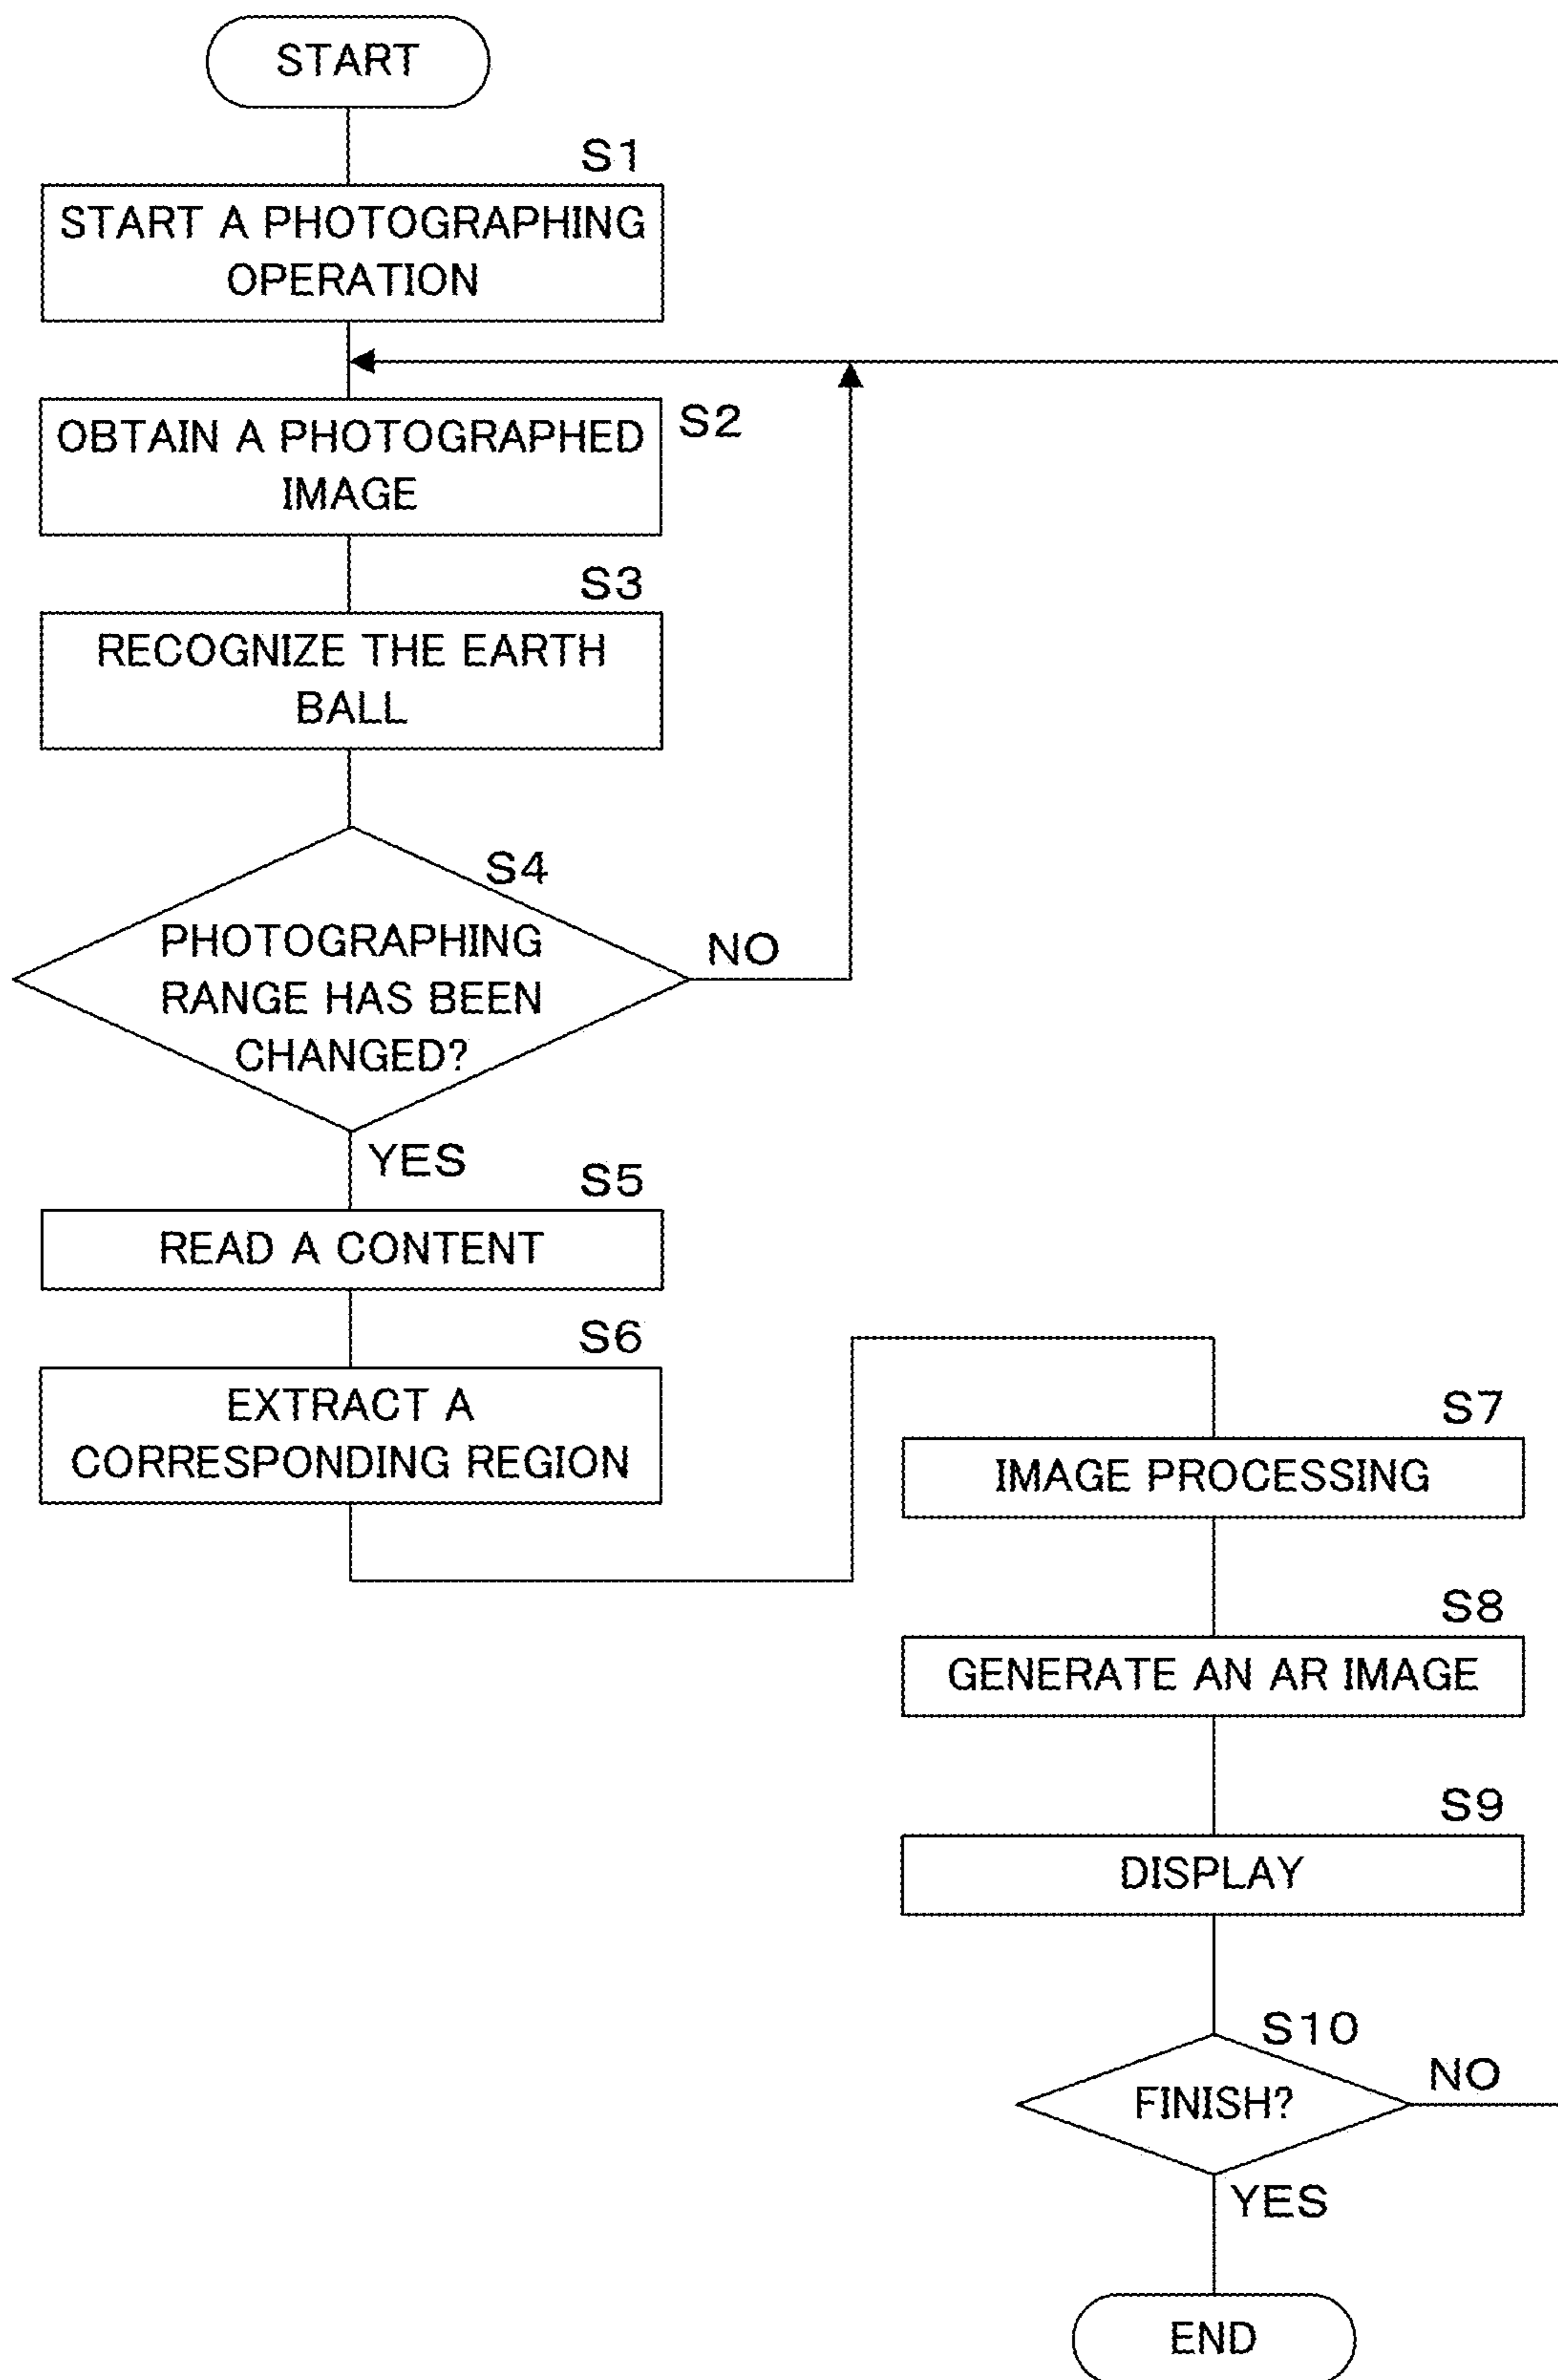 START
S1
START A PHOTOGRAPHING
OPERATION
S2
OBTAIN A PHOTOGRAPHED
IMAGE
S3
RECOGNIZE THE EARTH
BALL
S4
PHOTOGRAPHING
RANGE HAS BEEN
CHANGED?
NO
YES
S5
READ A CONTENT
S6
EXTRACT A
CORRESPONDING REGION
S7
IMAGE PROCESSING
S8
GENERATE AN AR IMAGE
S9
DISPLAY
S10
FINISH?
NO
YES
END